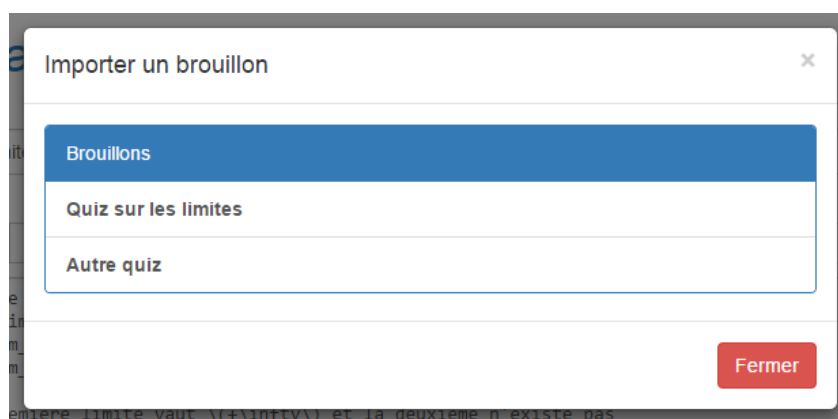 Importer un brouillon
×
Brouillons
Quiz sur les limites
Autre quiz
Fermer
limite vaut \(+\infty\) et la deuxième n'existe pas